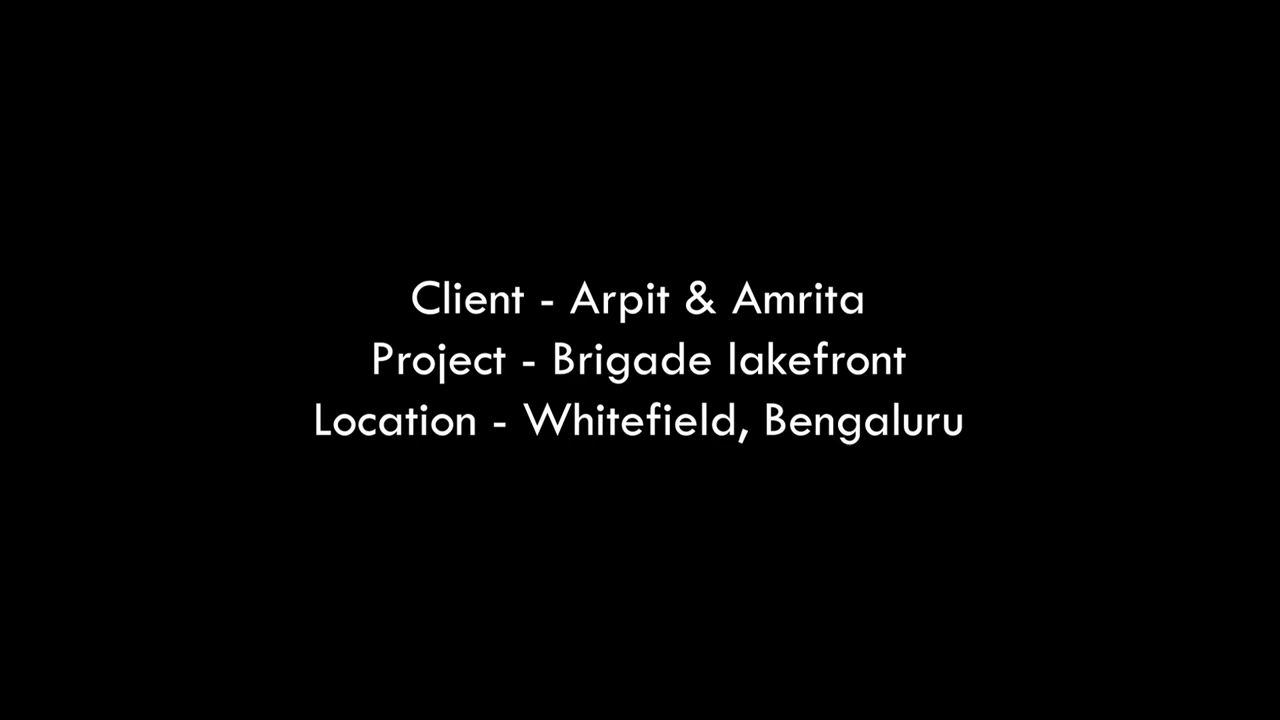 Client - Arpit & Amrita
Project - Brigade lakefront
Location - Whitefield, Bengaluru